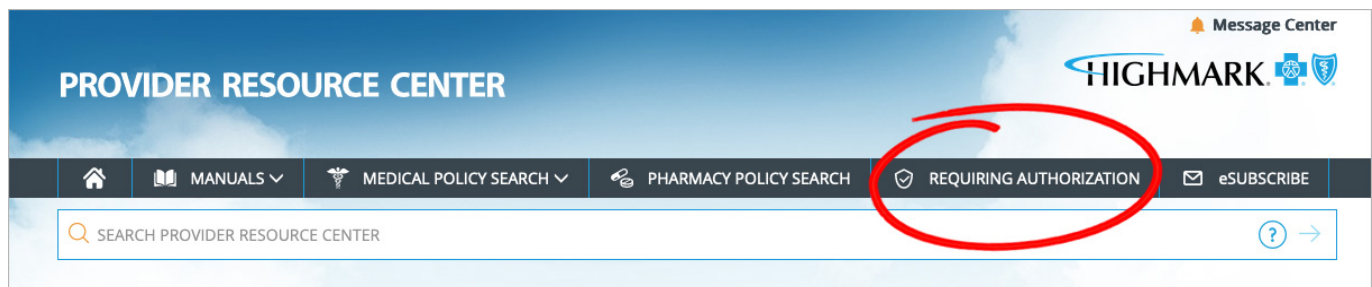 Message Center
PROVIDER RESOURCE CENTER
HIGHMARK
MANUALS
MEDICAL POLICY SEARCH
PHARMACY POLICY SEARCH
REQUIRING AUTHORIZATION
eSUBSCRIBE
SEARCH PROVIDER RESOURCE CENTER
?